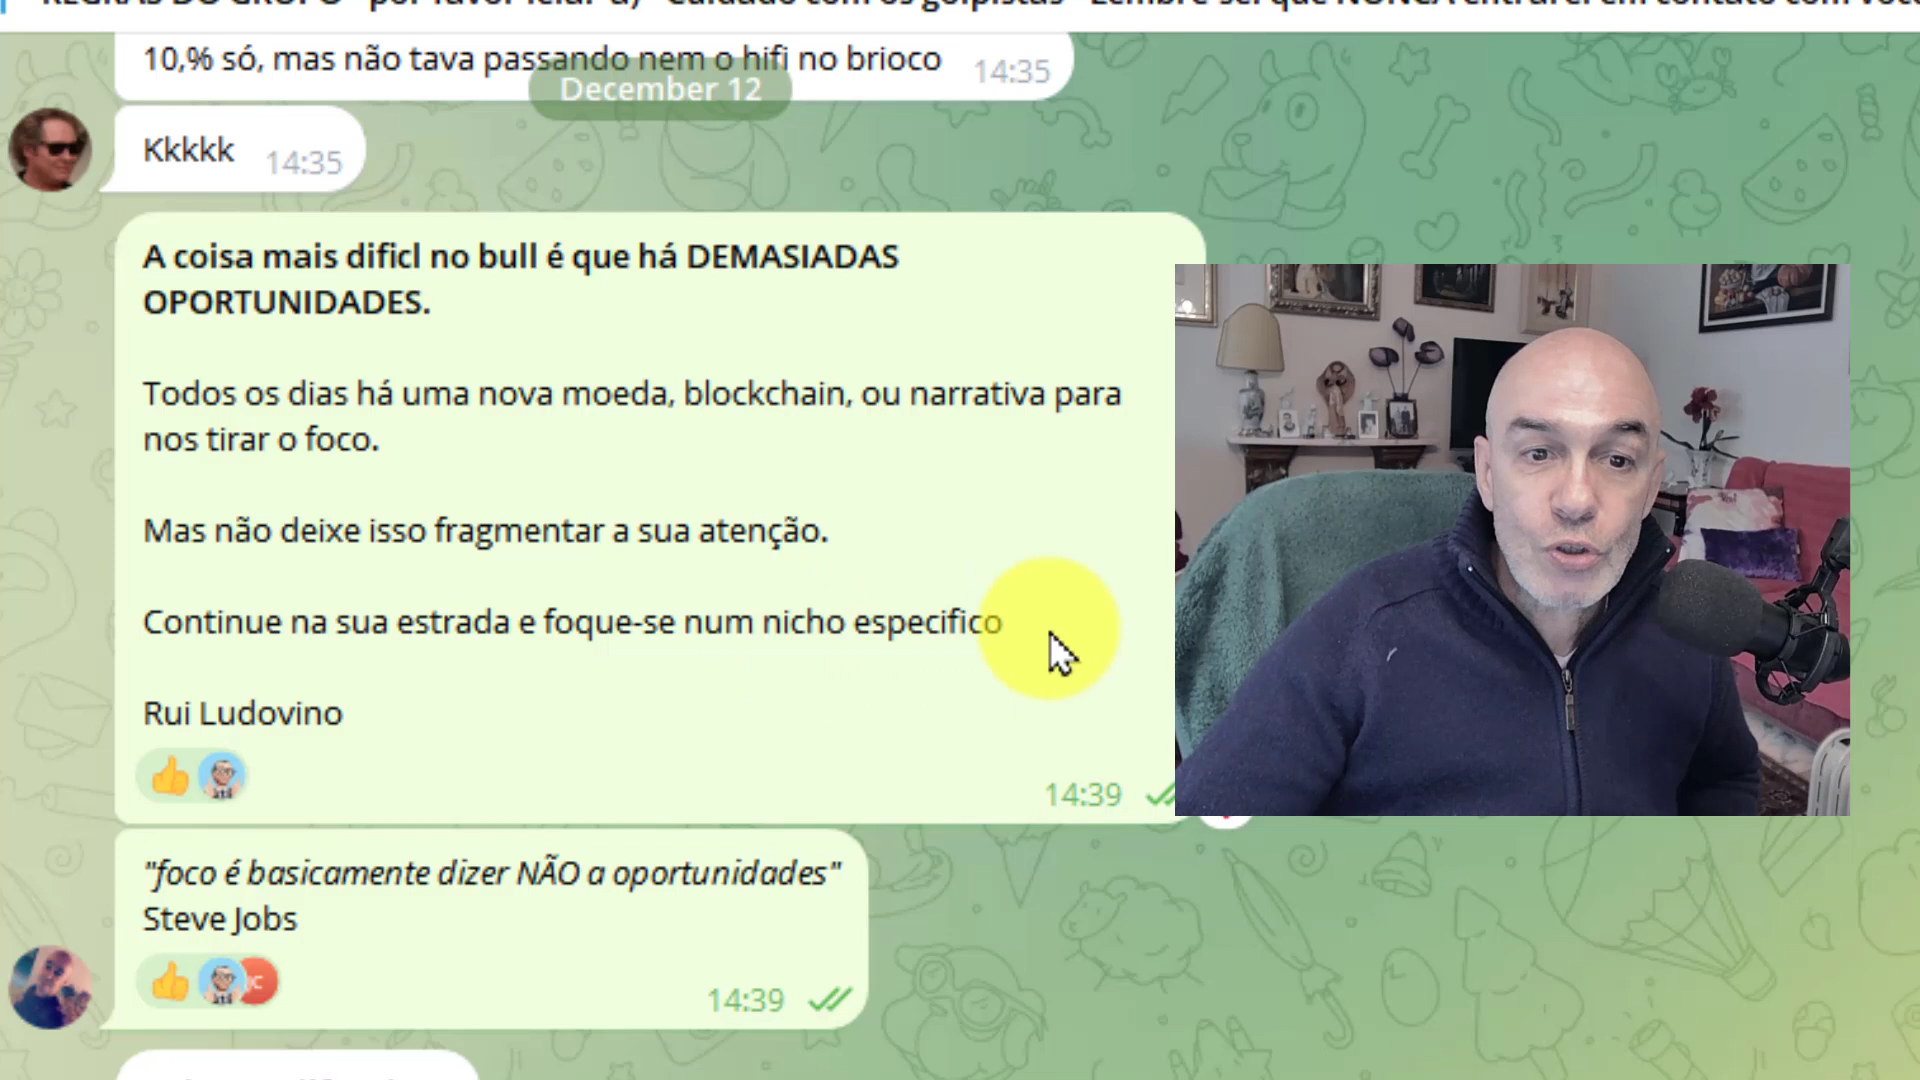 10,% só, mas não tava passando nem o hifi no brioco 14:35
December 12
Kkkkk 14:35
A coisa mais dificl no bull é que há DEMASIADAS
OPORTUNIDADES.
Todos os dias há uma nova moeda, blockchain, ou narrativa para
nos tirar o foco.
Mas não deixe isso fragmentar a sua atenção.
Continue na sua estrada e foque-se num nicho especifico
Rui Ludovino
14:39
"foco é basicamente dizer NÃO a oportunidades"
Steve Jobs
14:39